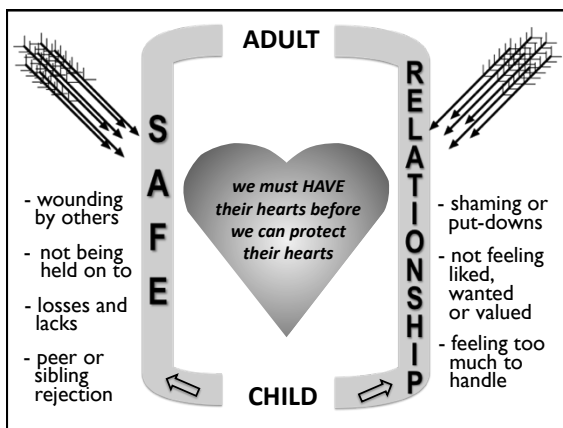 ADULT
SAFE
RELATIONSHIP
we must HAVE
their hearts before
we can protect
their hearts
- wounding
by others
- not being
held on to
- losses and
lacks
- peer or
sibling
rejection
- shaming or
put-downs
- not feeling
liked,
wanted
or valued
- feeling too
much to
handle
CHILD